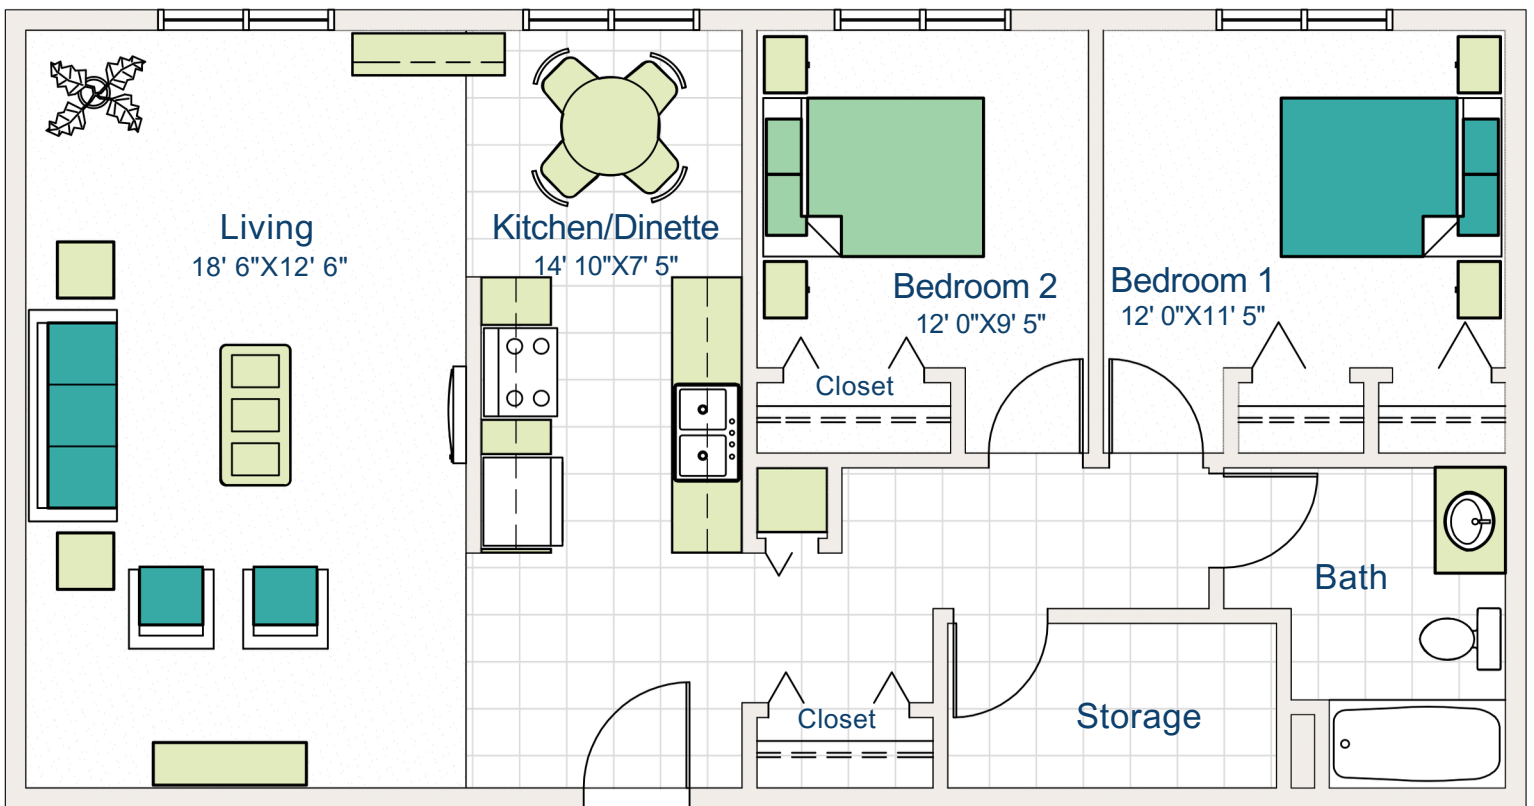 Living
18' 6"X12' 6"
Kitchen/Dinette
14' 10"X7' 5"
Bedroom 2
12' 0"X9' 5"
Bedroom 1
12' 0"X11' 5"
Closet
Bath
Closet
Storage